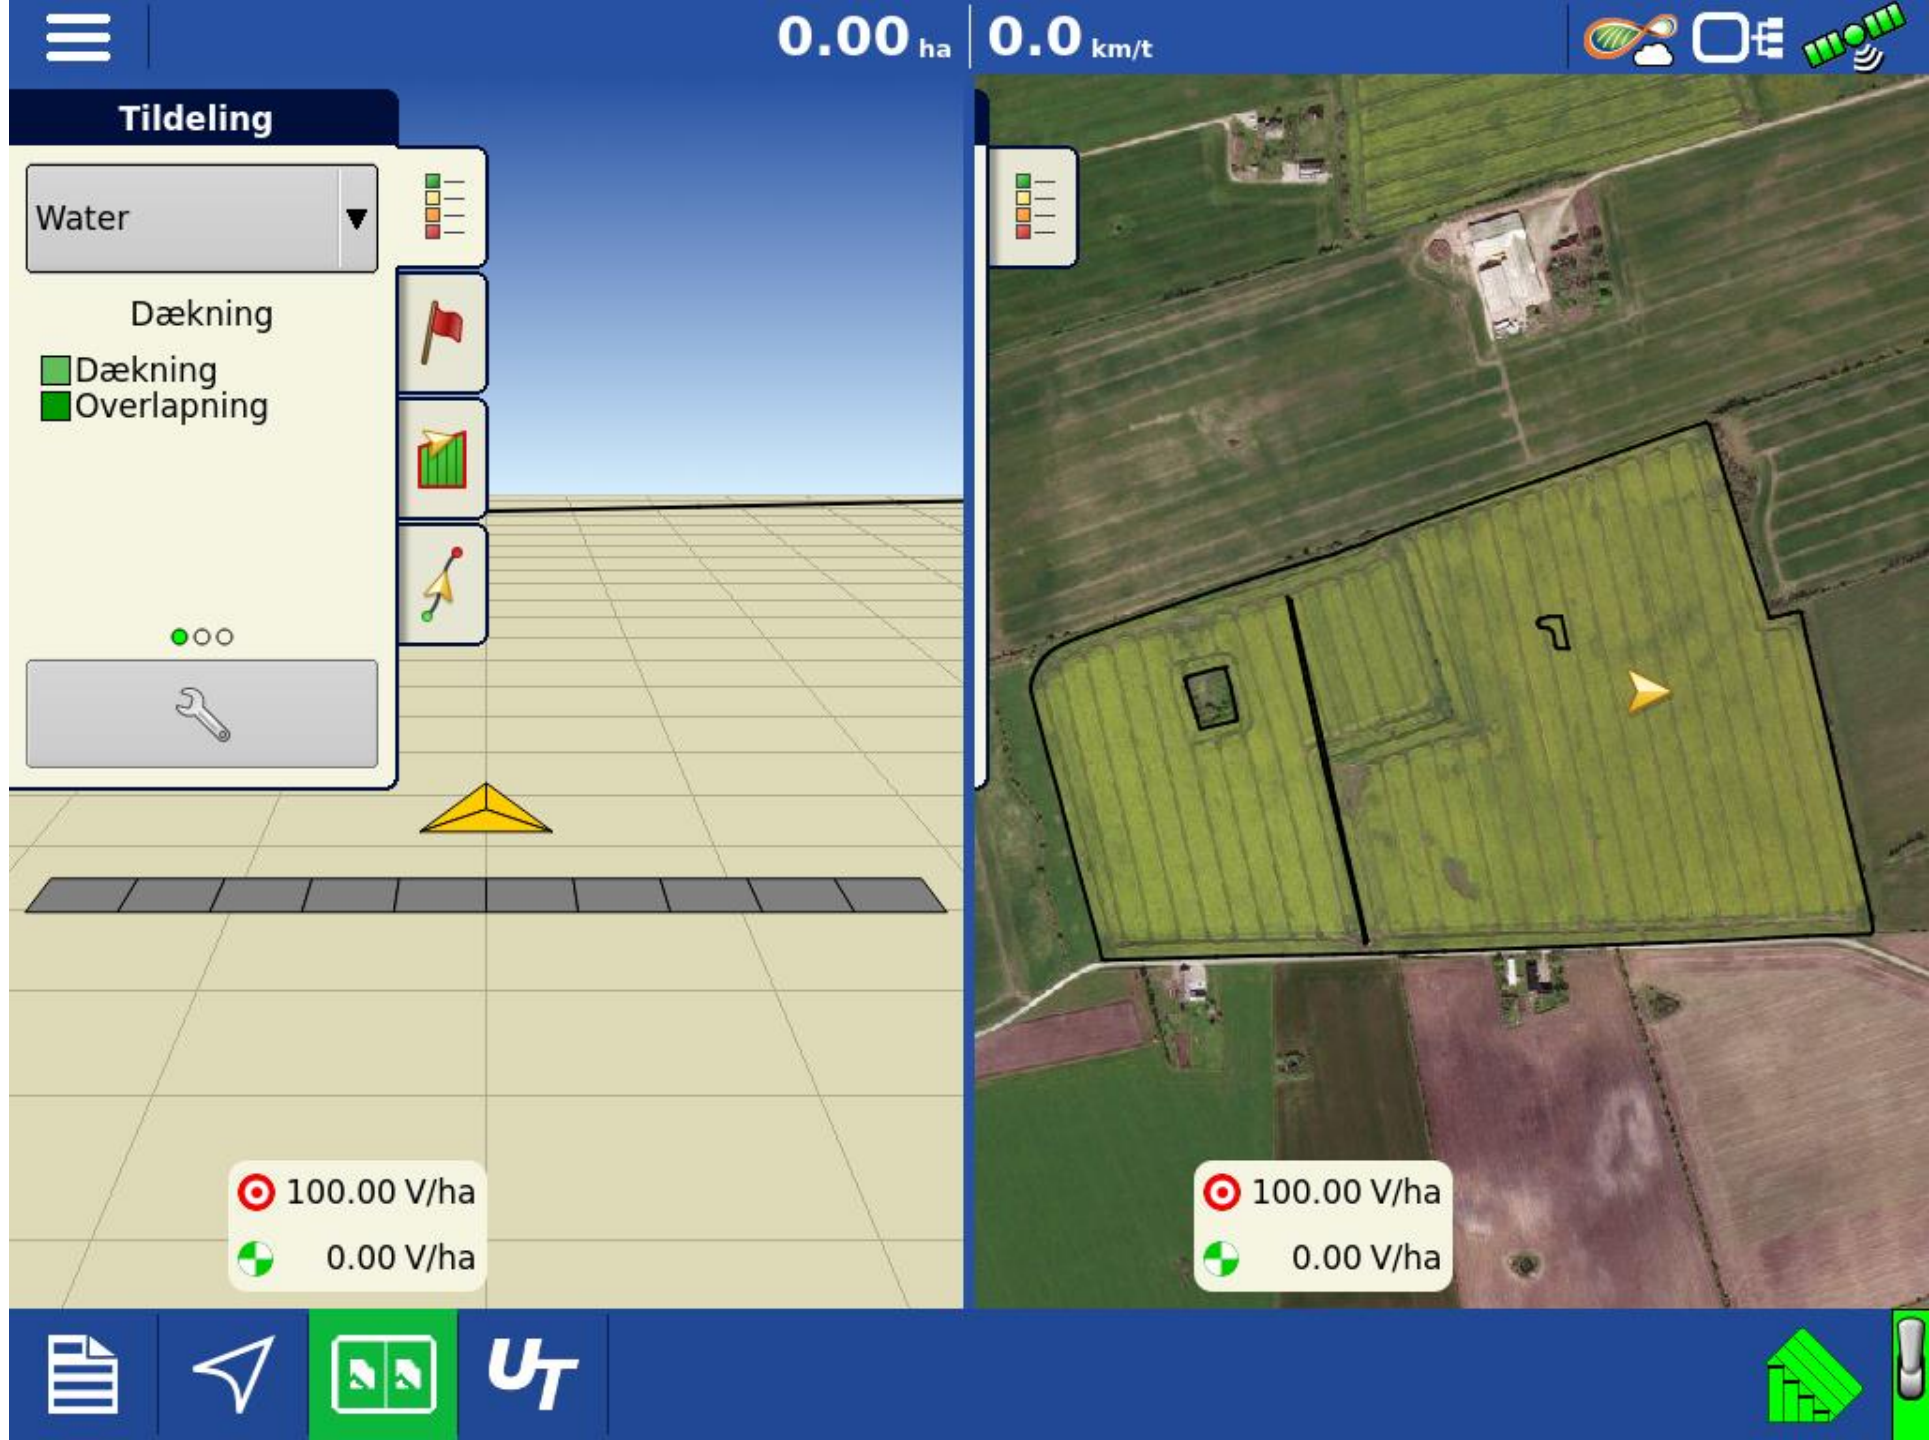 0.00 ha
0.0 km/t
Tildeling
Water
Dækning
Dækning
Overlapning
100.00 V/ha
0.00 V/ha
100.00 V/ha
0.00 V/ha
UT